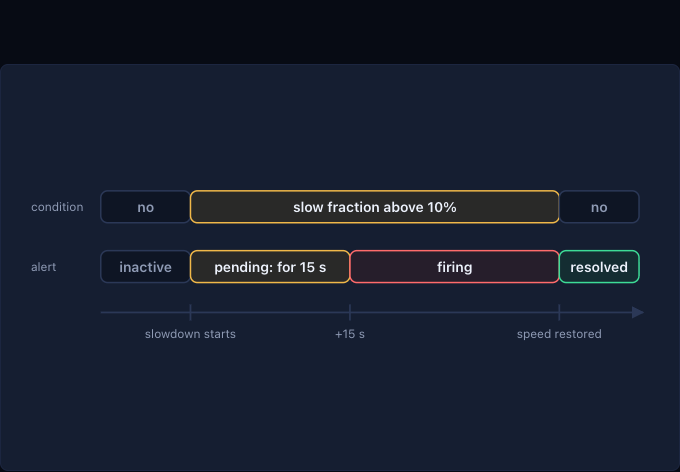 condition
no
slow fraction above 10%
no
alert
inactive
pending: for 15 s
firing
resolved
slowdown starts
+15 s
speed restored